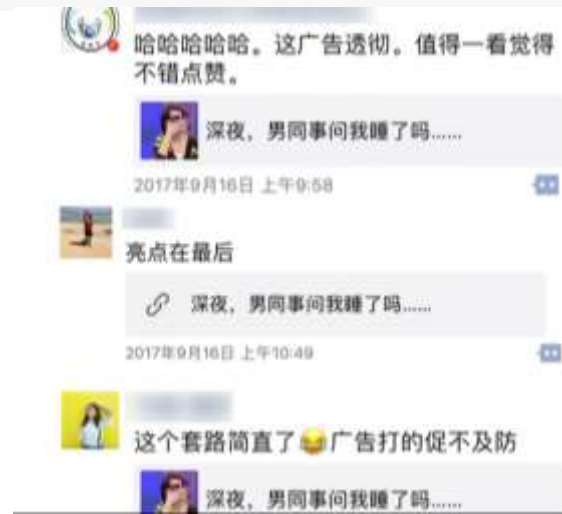 哈哈哈哈哈。这广告透彻。值得一看觉得
不错点赞。
深夜，男同事问我睡了吗......
2017年9月16日 上午9:58
亮点在最后
深夜，男同事问我睡了吗......
2017年9月16日 上午10:49
这个套路简直了😂广告打的促不及防
深夜，男同事问我睡了吗......